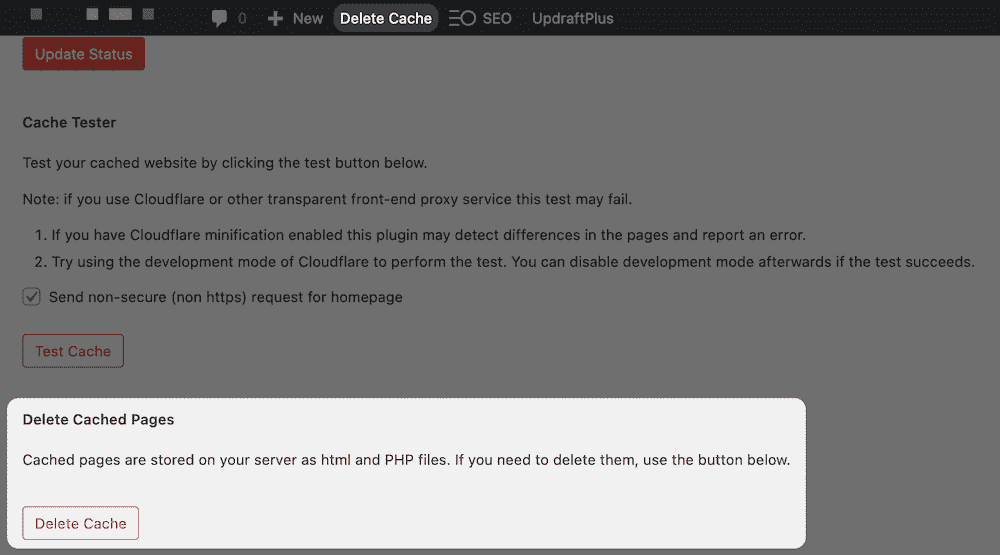 0 New Delete Cache SEO UpdraftPlus
Update Status
Cache Tester
Test your cached website by clicking the test button below.
Note: if you use Cloudflare or other transparent front-end proxy service this test may fail.
1. If you have Cloudflare minification enabled this plugin may detect differences in the pages and report an error.
2. Try using the development mode of Cloudflare to perform the test. You can disable development mode afterwards if the test succeeds.
Send non-secure (non https) request for homepage
Test Cache
Delete Cached Pages
Cached pages are stored on your server as html and PHP files. If you need to delete them, use the button below.
Delete Cache